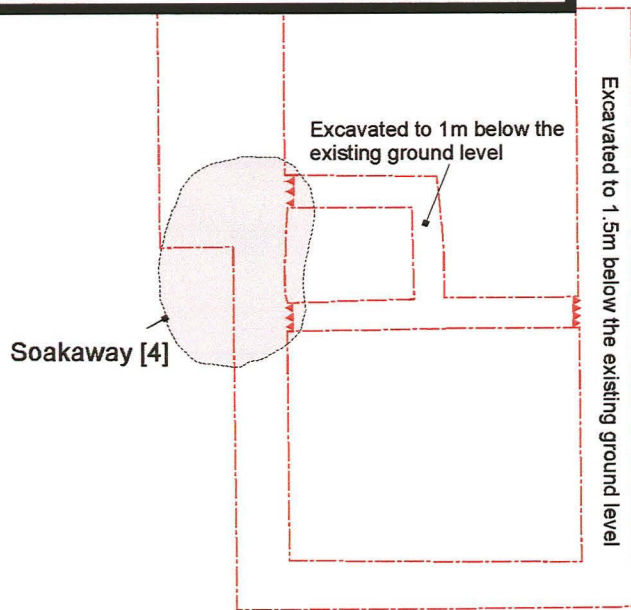 Excavated to 1m below the
existing ground level
Excavated to 1.5m below the existing ground level
Soakaway [4]